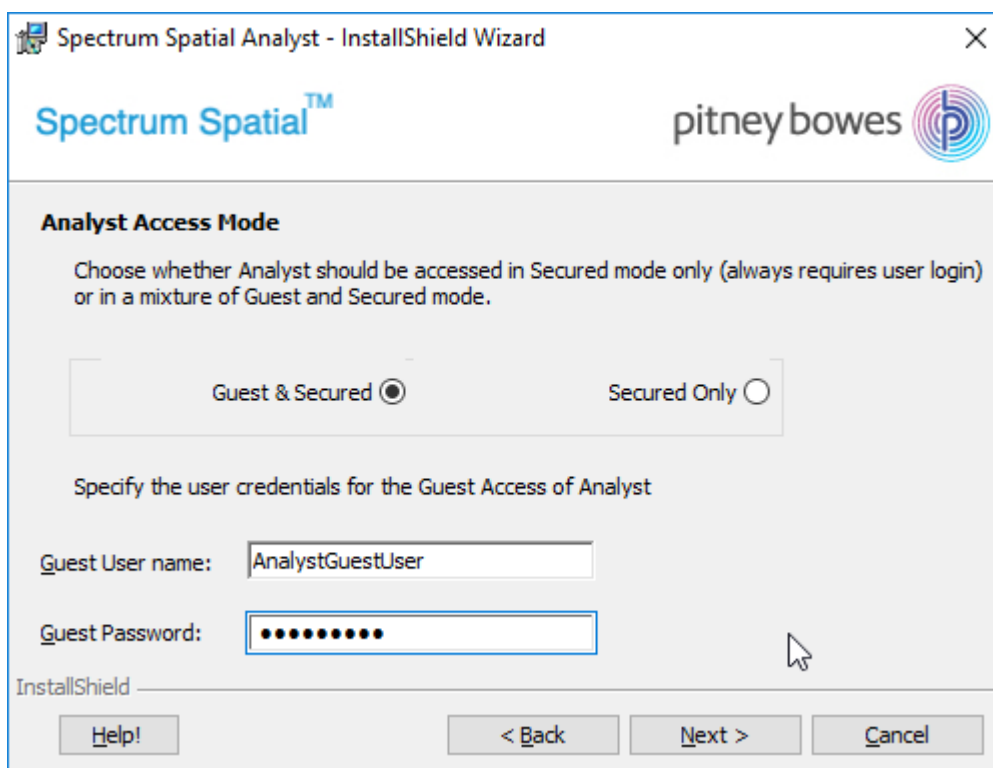 Spectrum Spatial Analyst - InstallShield Wizard
Spectrum Spatial™
pitney bowes
Analyst Access Mode
Choose whether Analyst should be accessed in Secured mode only (always requires user login)
or in a mixture of Guest and Secured mode.
Guest & Secured Secured Only
Specify the user credentials for the Guest Access of Analyst
Guest User name: AnalystGuestUser
Guest Password: •••••••••
InstallShield
Help! < Back Next > Cancel